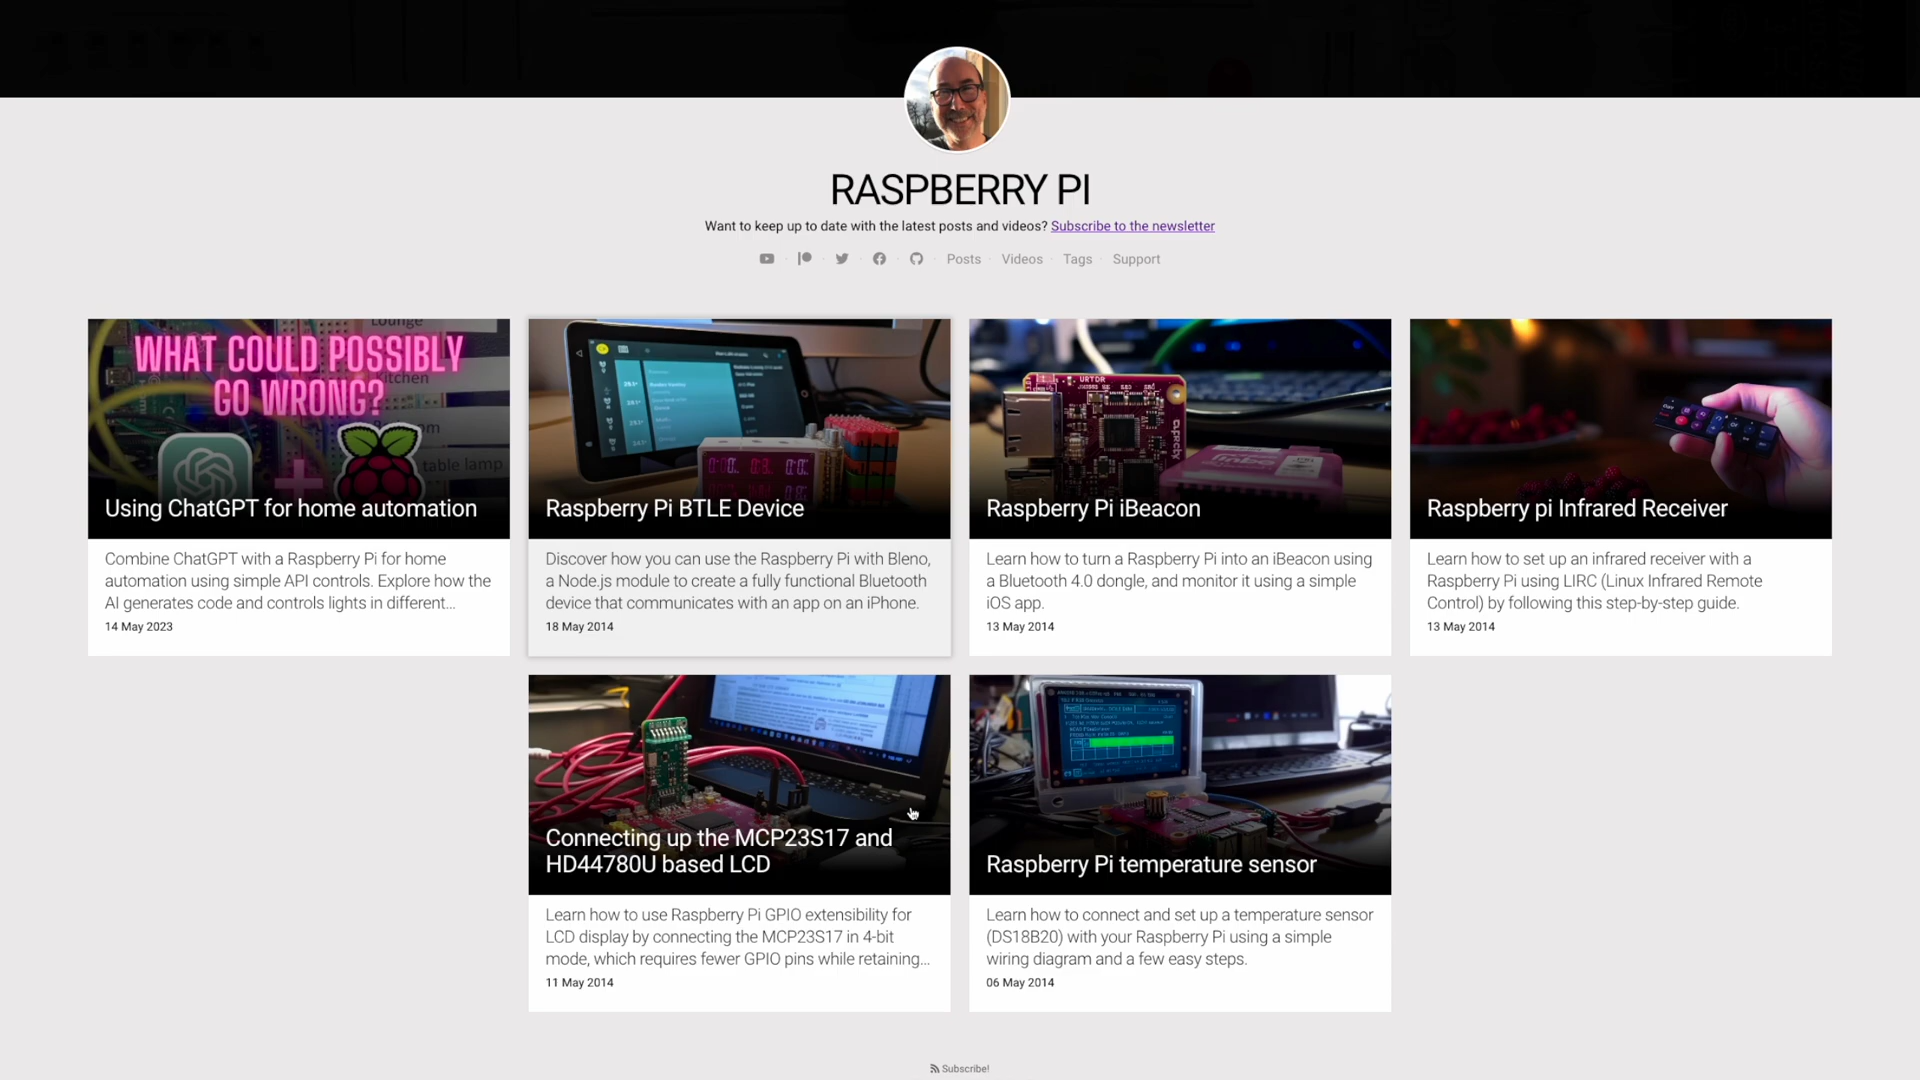 RASPBERRY PI
Want to keep up to date with the latest posts and videos? Subscribe to the newsletter
Posts · Videos · Tags · Support
Lounge
WHAT COULD POSSIBLY
GO WRONG?
Kitchen
table lamp
Using ChatGPT for home automation
Combine ChatGPT with a Raspberry Pi for home
automation using simple API controls. Explore how the
AI generates code and controls lights in different...
14 May 2023
Raspberry Pi BTLE Device
Discover how you can use the Raspberry Pi with Bleno,
a Node.js module to create a fully functional Bluetooth
device that communicates with an app on an iPhone.
18 May 2014
URTOR
Raspberry Pi iBeacon
Learn how to turn a Raspberry Pi into an iBeacon using
a Bluetooth 4.0 dongle, and monitor it using a simple
iOS app.
13 May 2014
Raspberry pi Infrared Receiver
Learn how to set up an infrared receiver with a
Raspberry Pi using LIRC (Linux Infrared Remote
Control) by following this step-by-step guide.
13 May 2014
Connecting up the MCP23S17 and
HD44780U based LCD
Learn how to use Raspberry Pi GPIO extensibility for
LCD display by connecting the MCP23S17 in 4-bit
mode, which requires fewer GPIO pins while retaining...
11 May 2014
Raspberry Pi temperature sensor
Learn how to connect and set up a temperature sensor
(DS18B20) with your Raspberry Pi using a simple
wiring diagram and a few easy steps.
06 May 2014
Subscribe!